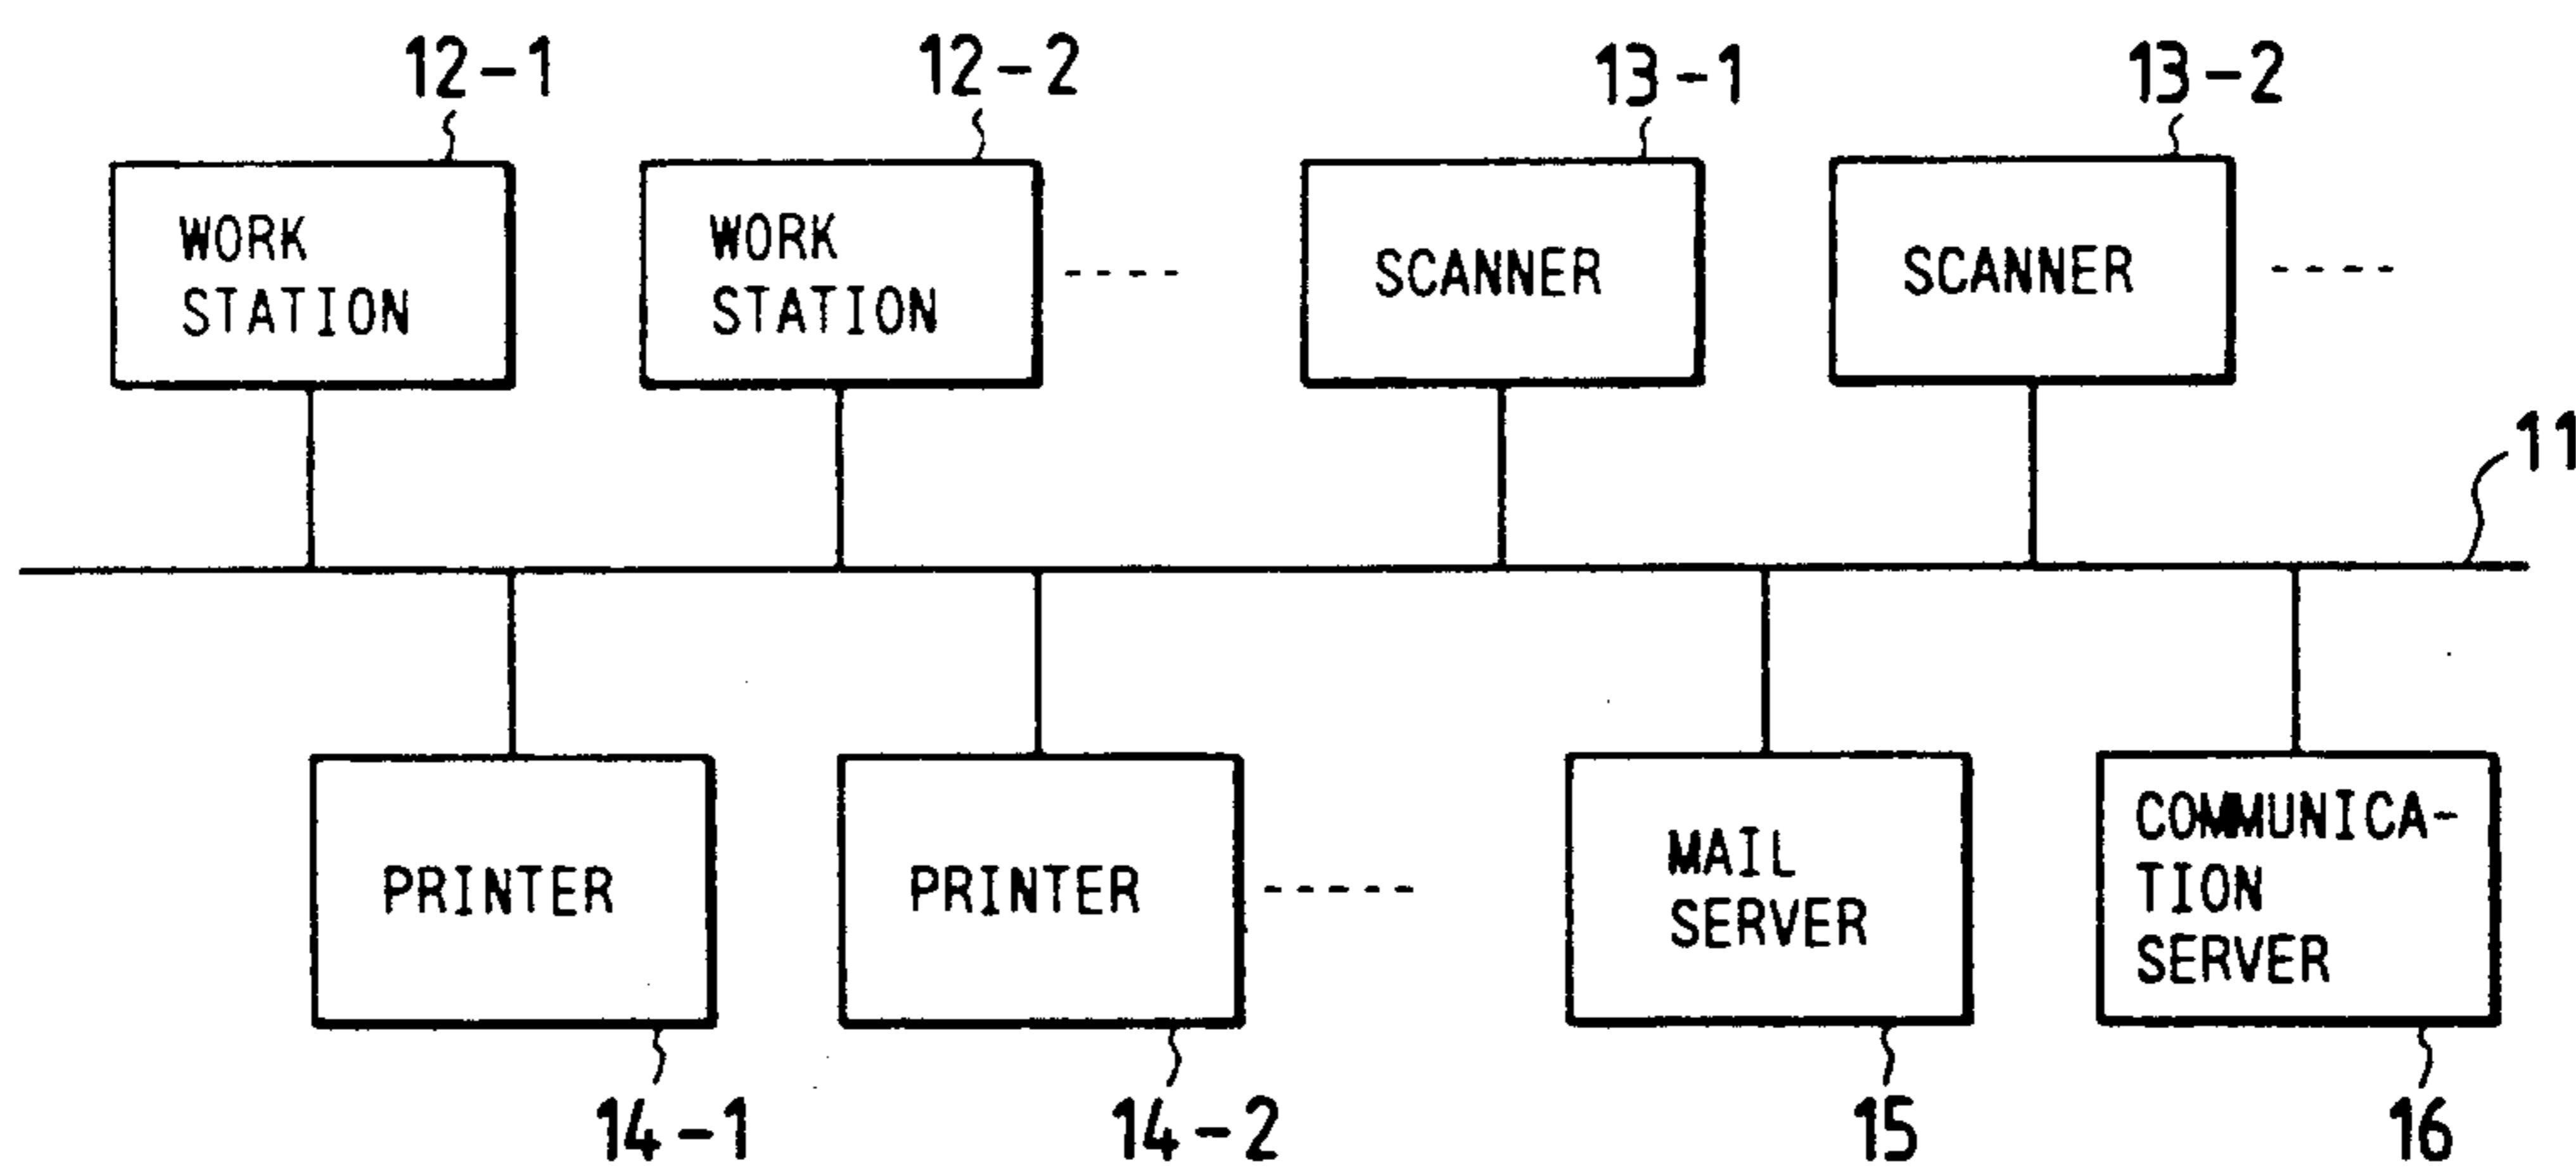 12-1
12-2
13-1
13-2
WORK
STATION
WORK
STATION
SCANNER
SCANNER
11
PRINTER
PRINTER
MAIL
SERVER
COMMUNICA-
TION
SERVER
14-1
14-2
15
16